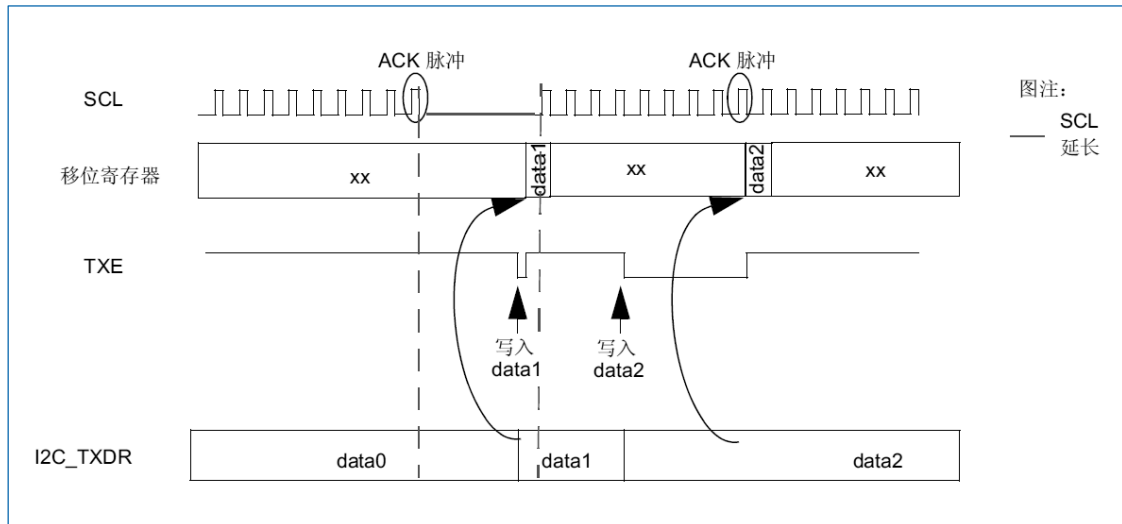 ACK 脉冲
ACK 脉冲
SCL
图注：
SCL
延长
移位寄存器
xx
data1
xx
data2
xx
TXE
写入
data1
写入
data2
I2C_TXDR
data0
data1
data2